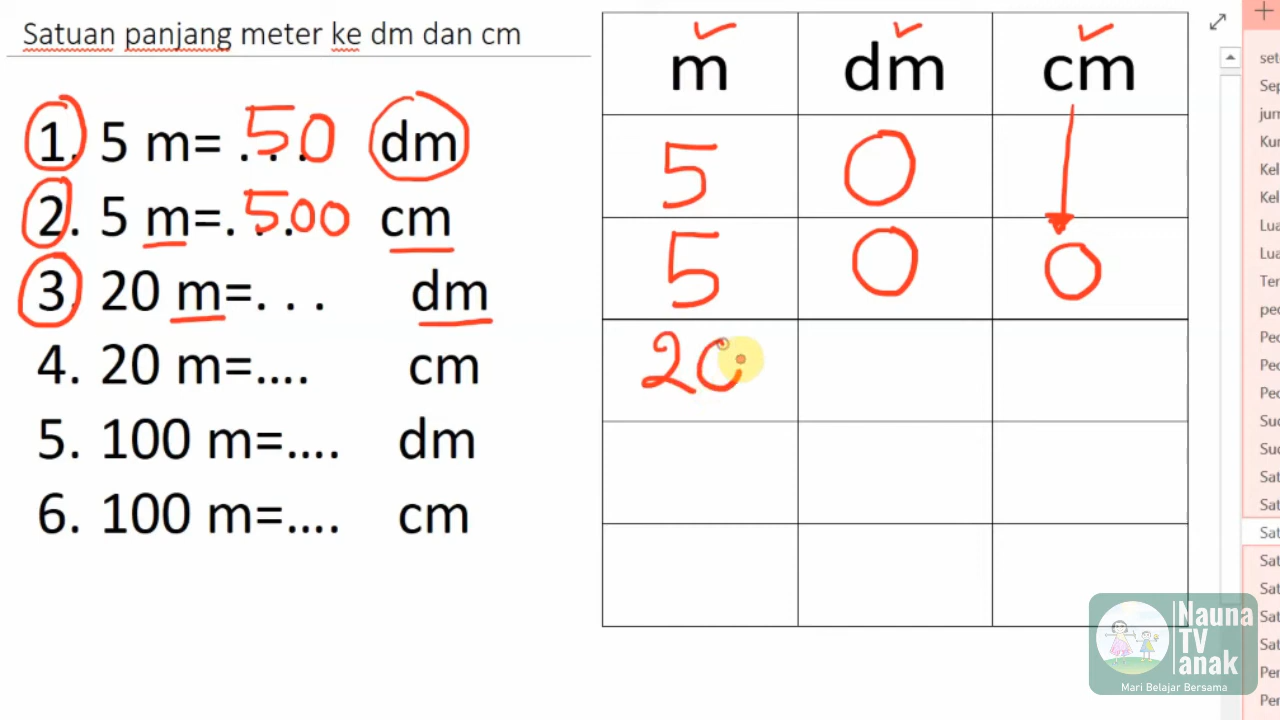 Satuan panjang meter ke dm dan cm
1. 5 m= . . . 50 dm
2. 5 m=. . . 500 cm
3. 20 m=. . . dm
4. 20 m=.... cm
5. 100 m=.... dm
6. 100 m=.... cm
m dm cm
5 0
5 0 0
20
Nauna
TV
anak
Mari Belajar Bersama